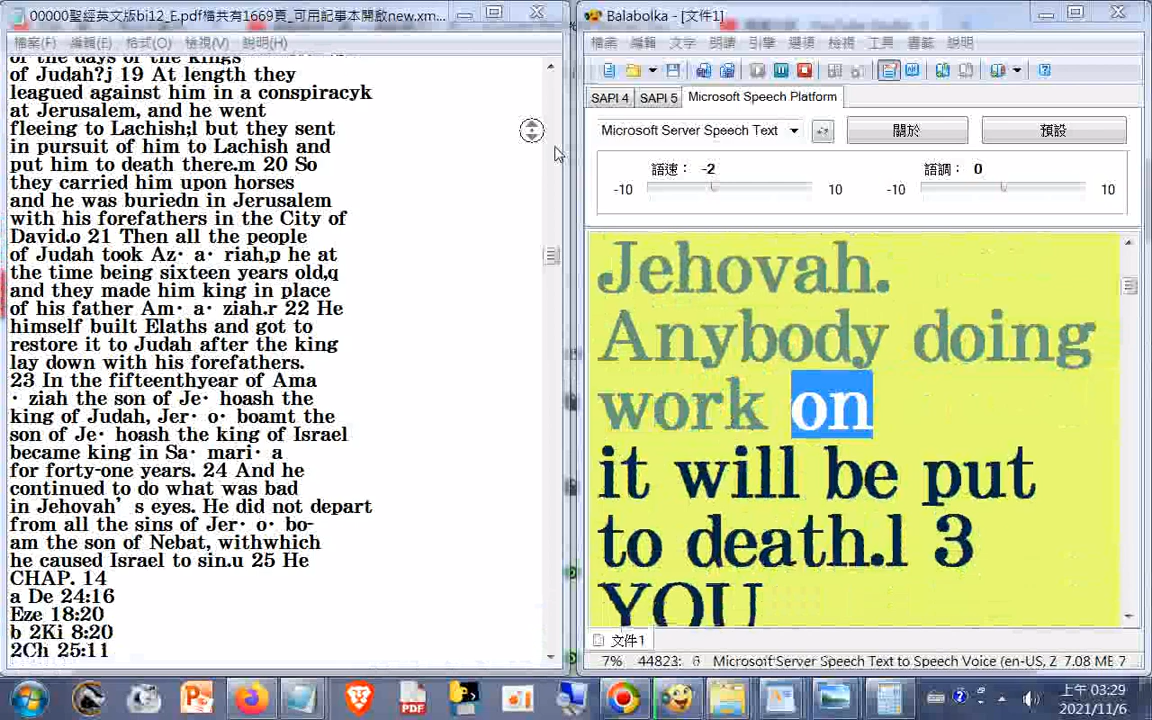 00000聖經英文版bi12_E.pdf檔共有1669頁_可用記事本開啟new.xm...
檔案(F) 編輯(E) 格式(O) 檢視(V) 說明(H)
of the days of the kings
of Judah?j 19 At length they
leagued against him in a conspiracyk
at Jerusalem, and he went
fleeing to Lachish;l but they sent
in pursuit of him to Lachish and
put him to death there.m 20 So
they carried him upon horses
and he was buriedn in Jerusalem
with his forefathers in the City of
David.o 21 Then all the people
of Judah took Az· a· riah,p he at
the time being sixteen years old,q
and they made him king in place
of his father Am· a· ziah.r 22 He
himself built Elaths and got to
restore it to Judah after the king
lay down with his forefathers.
23 In the fifteenthyear of Ama
· ziah the son of Je· hoash the
king of Judah, Jer· o· boamt the
son of Je· hoash the king of Israel
became king in Sa· mari· a
for forty-one years. 24 And he
continued to do what was bad
in Jehovah’ s eyes. He did not depart
from all the sins of Jer· o· bo-
am the son of Nebat, withwhich
he caused Israel to sin.u 25 He
CHAP. 14
a De 24:16
Eze 18:20
b 2Ki 8:20
2Ch 25:11
Balabolka - [文件1]
檔案 編輯 文字 朗讀 引擎 選項 檢視 工具 書籤 說明
SAPI 4 SAPI 5 Microsoft Speech Platform
Microsoft Server Speech Text 關於 預設
語速: -2 語調: 0
-10 10 -10 10
Jehovah.
Anybody doing
work on
it will be put
to death.l 3
YOU
文件1
7% 44823: 6 Microsoft Server Speech Text to Speech Voice (en-US, Z 7.08 ME 7
PDF
上午 03:29
2021/11/6